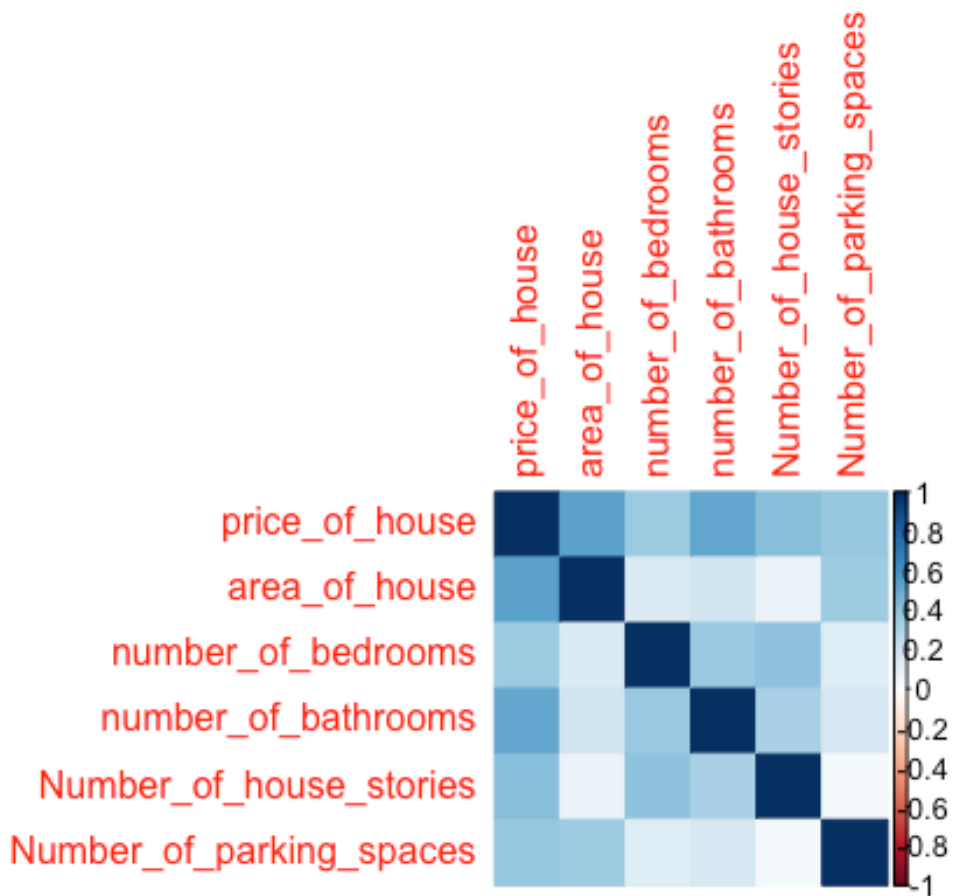 price_of_house
area_of_house
number_of_bedrooms
number_of_bathrooms
Number_of_house_stories
Number_of_parking_spaces
price_of_house
area_of_house
number_of_bedrooms
number_of_bathrooms
Number_of_house_stories
Number_of_parking_spaces
1
0.8
0.6
0.4
0.2
0
-0.2
-0.4
-0.6
-0.8
-1